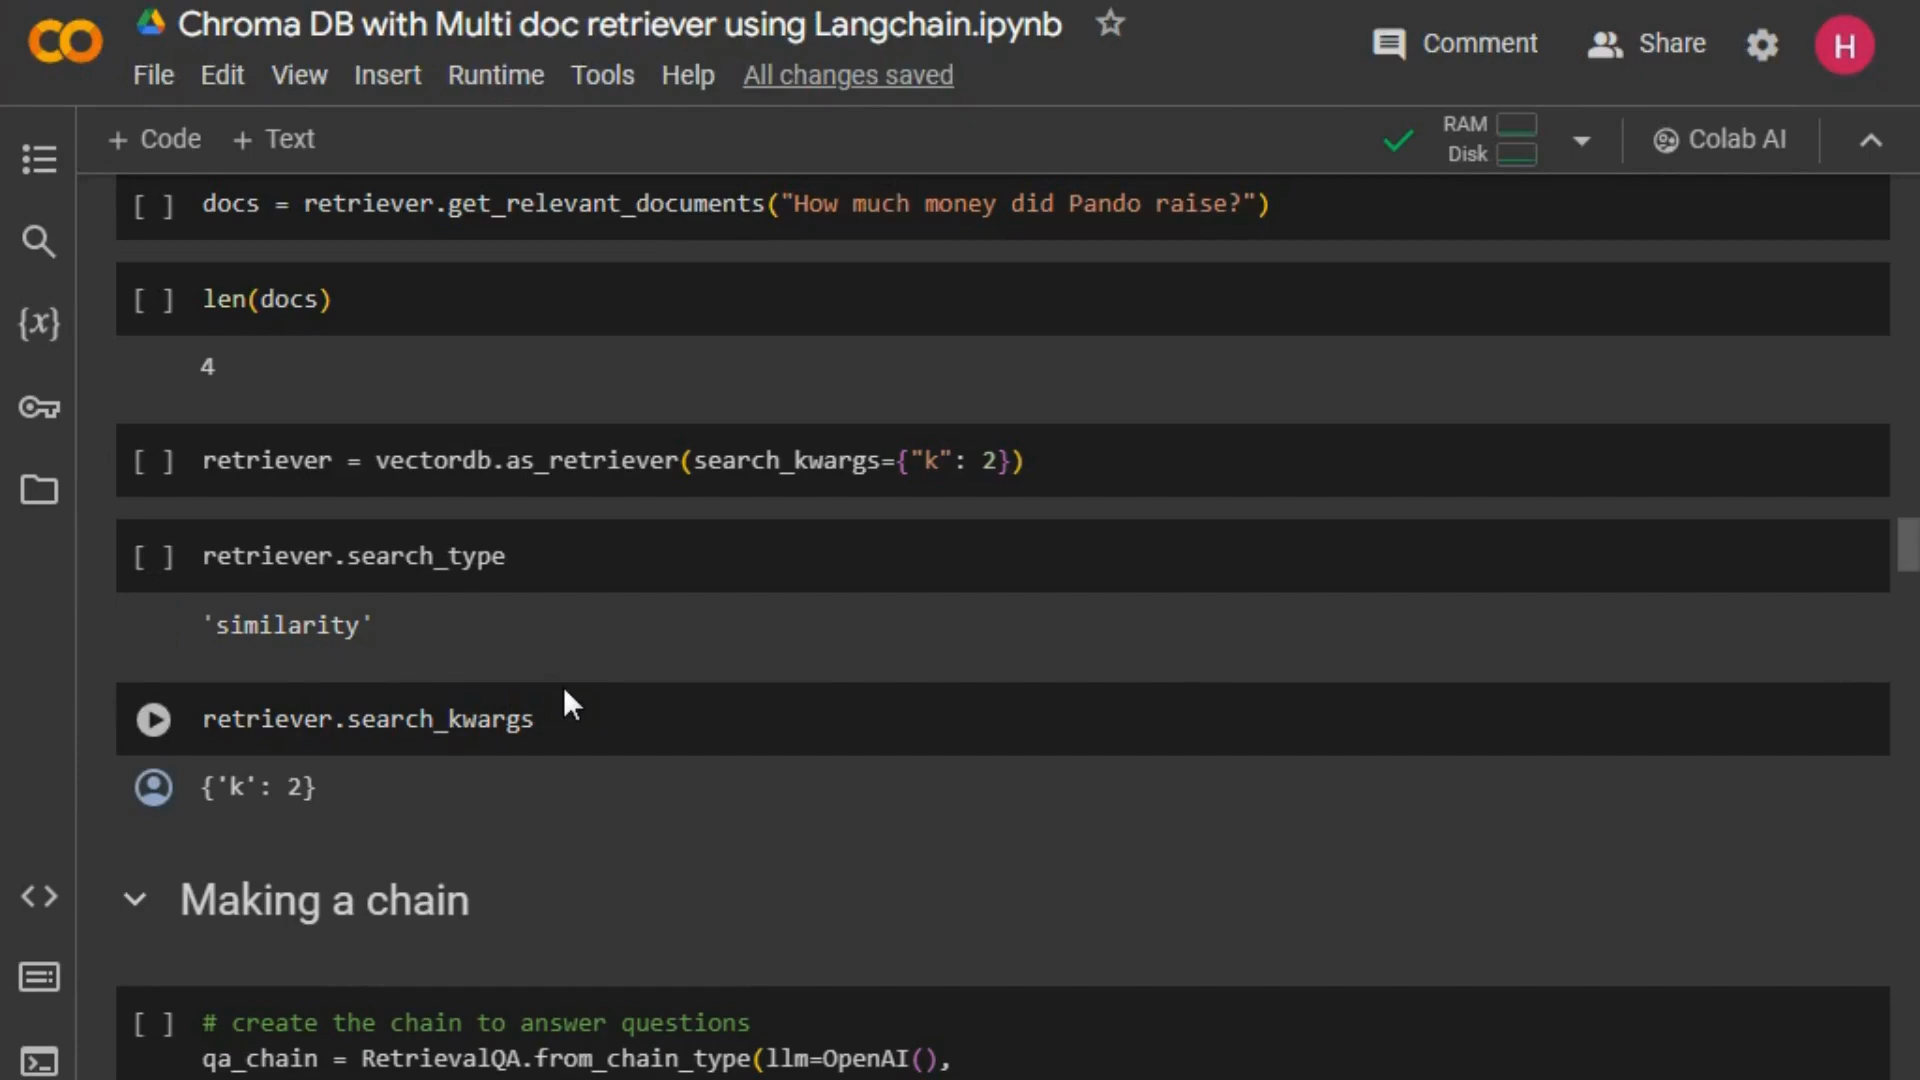 Chroma DB with Multi doc retriever using Langchain.ipynb
Comment
Share
H
File Edit View Insert Runtime Tools Help All changes saved
+ Code + Text
RAM
Disk
Colab AI
{x}
[ ] docs = retriever.get_relevant_documents("How much money did Pando raise?")
[ ] len(docs)
4
[ ] retriever = vectordb.as_retriever(search_kwargs={"k": 2})
[ ] retriever.search_type
'similarity'
retriever.search_kwargs
{'k': 2}
Making a chain
[ ] # create the chain to answer questions
qa_chain = RetrievalQA.from_chain_type(llm=OpenAI(),